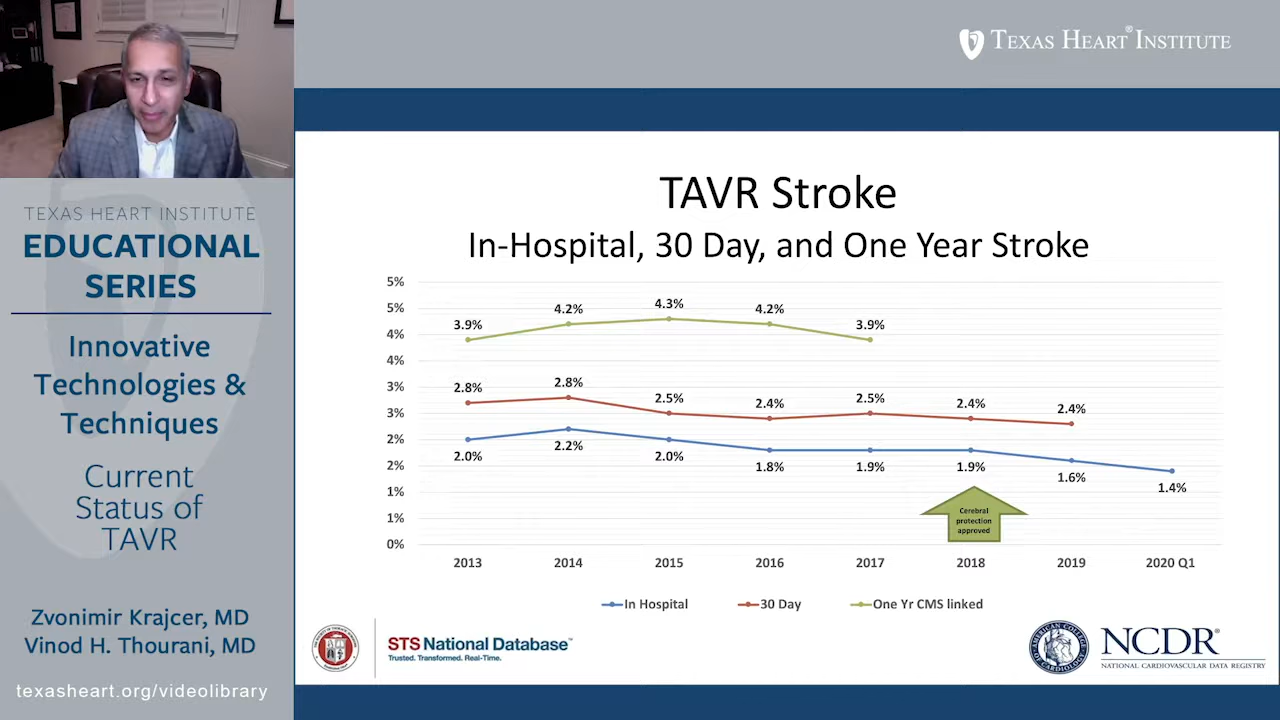 TEXAS HEART® INSTITUTE
TEXAS HEART INSTITUTE
EDUCATIONAL
SERIES
Innovative
Technologies &
Techniques
Current
Status of
TAVR
Zvonimir Krajcer, MD
Vinod H. Thourani, MD
texasheart.org/videolibrary
TAVR Stroke
In-Hospital, 30 Day, and One Year Stroke
5%
5%
4%
4%
3%
3%
2%
2%
1%
1%
0%
3.9% 4.2% 4.3% 4.2% 3.9%
2.8% 2.8% 2.5% 2.4% 2.5% 2.4% 2.4%
2.0% 2.2% 2.0% 1.8% 1.9% 1.9% 1.6% 1.4%
Cerebral
protection
approved
2013 2014 2015 2016 2017 2018 2019 2020 Q1
In Hospital 30 Day One Yr CMS linked
STS National Database™
Trusted. Transformed. Real-Time.
AMERICAN COLLEGE
OF CARDIOLOGY
NCDR®
NATIONAL CARDIOVASCULAR DATA REGISTRY